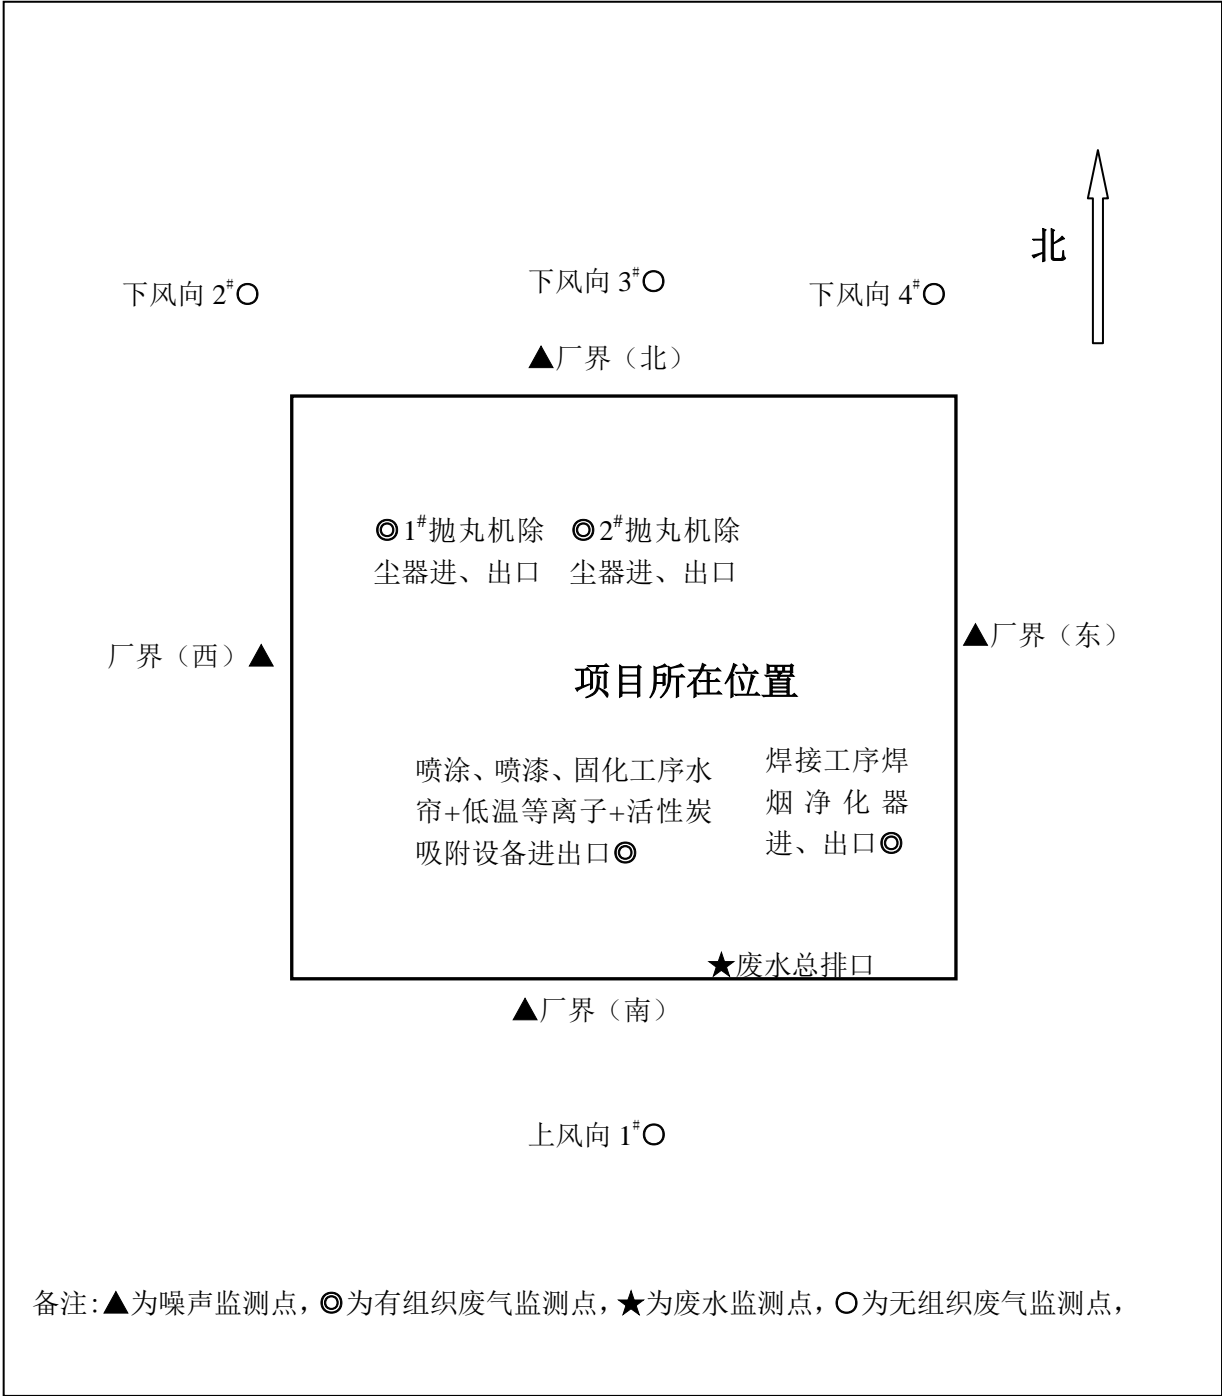 北
下风向 2#○
下风向 3#○
下风向 4#○
▲厂界（北）
◎1#抛丸机除
尘器进、出口
◎2#抛丸机除
尘器进、出口
厂界（西）▲
▲厂界（东）
项目所在位置
喷涂、喷漆、固化工序水
帘+低温等离子+活性炭
吸附设备进出口◎
焊接工序焊
烟净化器
进、出口◎
★废水总排口
▲厂界（南）
上风向 1#○
备注:▲为噪声监测点,◎为有组织废气监测点,★为废水监测点,○为无组织废气监测点,